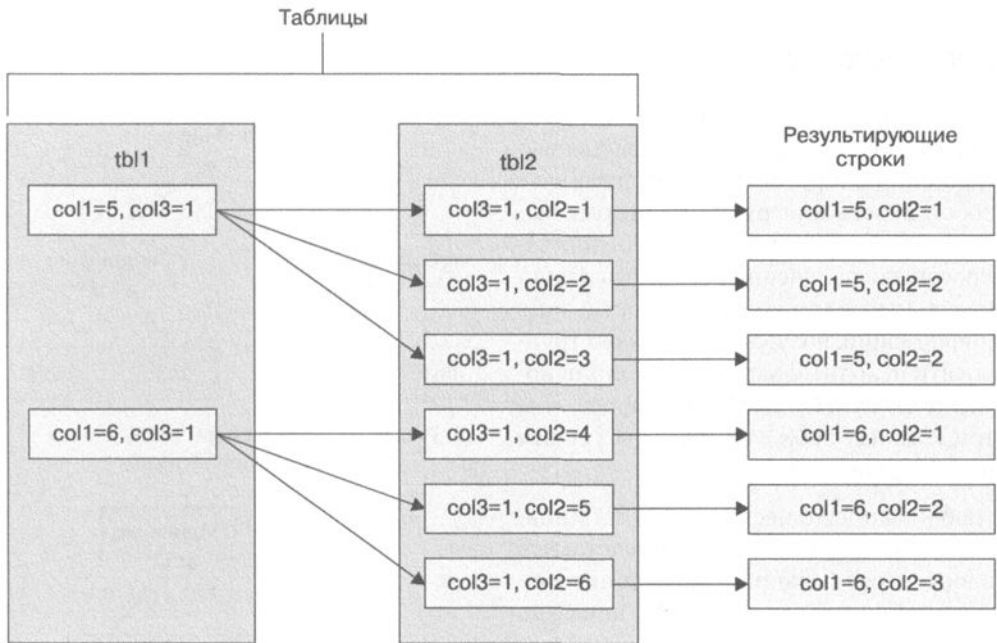 Таблицы
tbl1
tbl2
Результирующие
строки
col1=5, col3=1
col3=1, col2=1
col1=5, col2=1
col3=1, col2=2
col1=5, col2=2
col3=1, col2=3
col1=5, col2=2
col1=6, col3=1
col3=1, col2=4
col1=6, col2=1
col3=1, col2=5
col1=6, col2=2
col3=1, col2=6
col1=6, col2=3